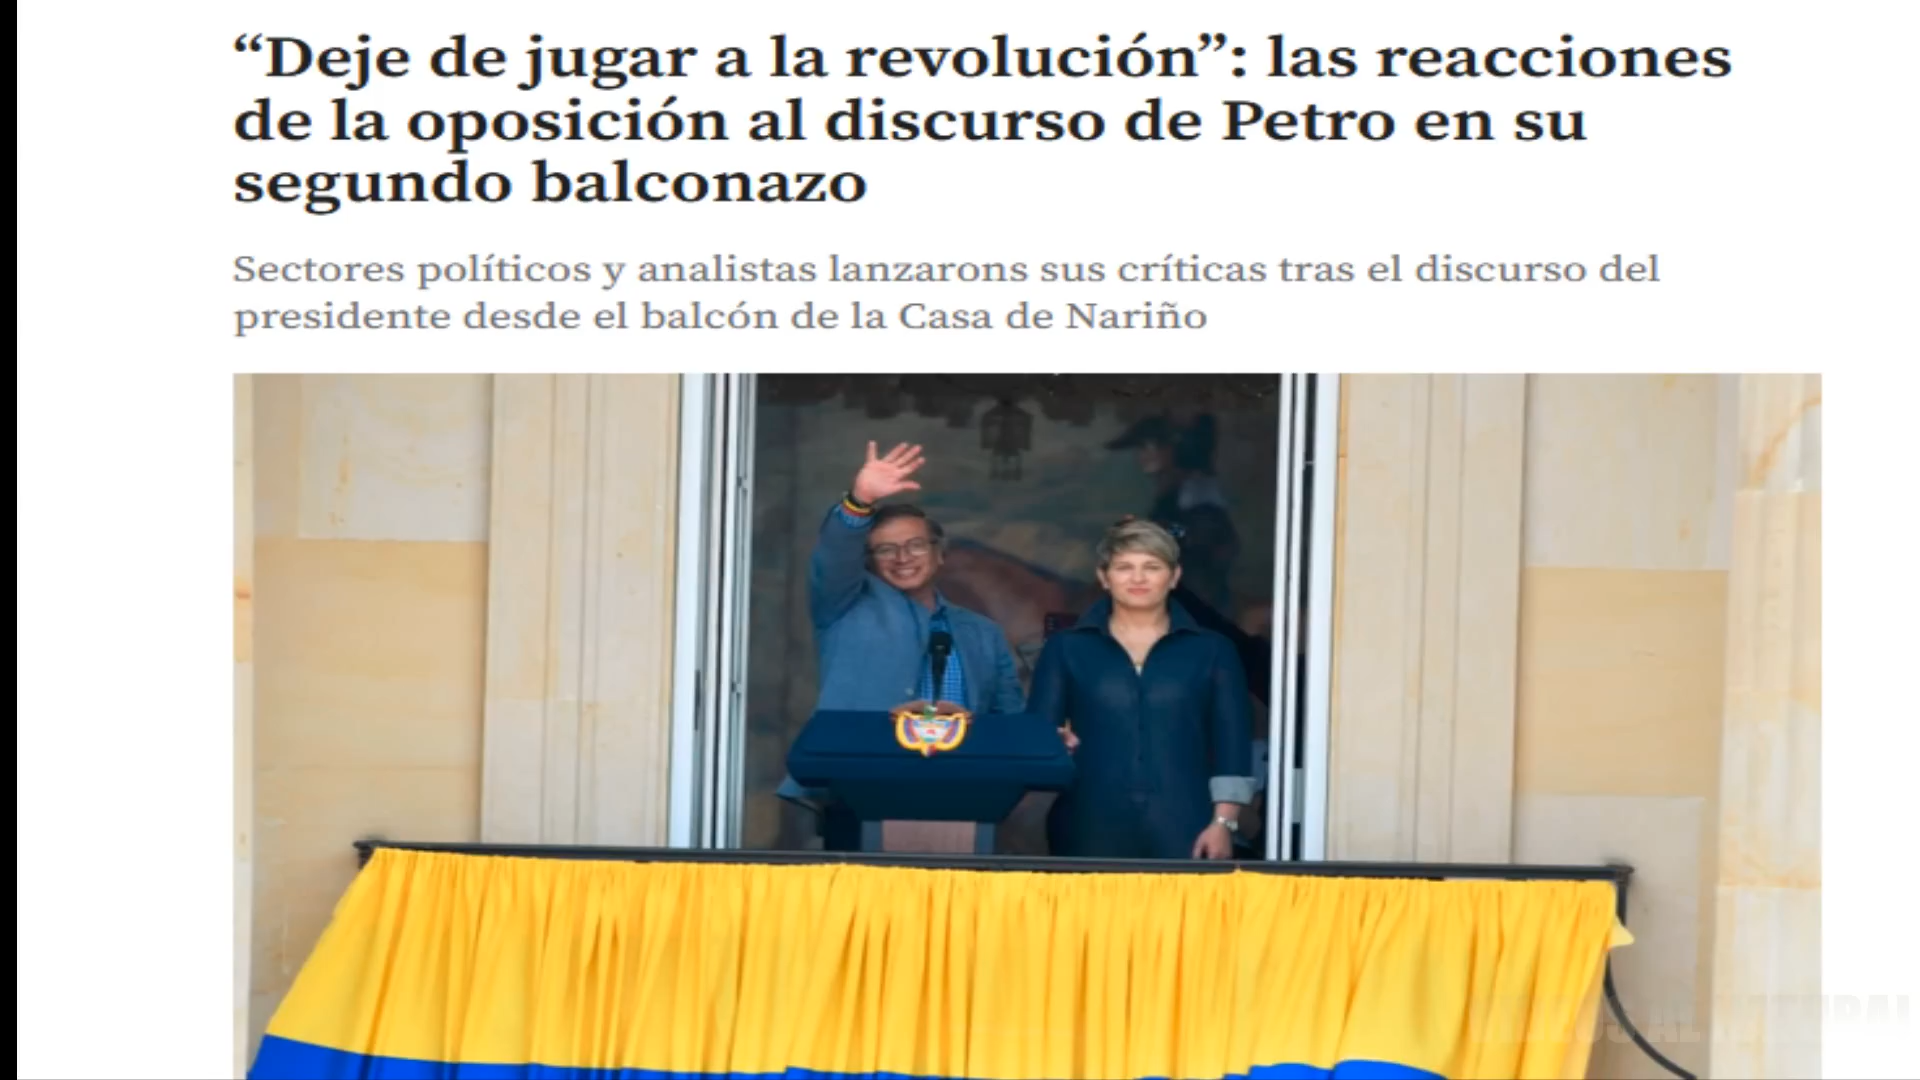 “Deje de jugar a la revolución”: las reacciones
de la oposición al discurso de Petro en su
segundo balconazo
Sectores políticos y analistas lanzarons sus críticas tras el discurso del
presidente desde el balcón de la Casa de Nariño